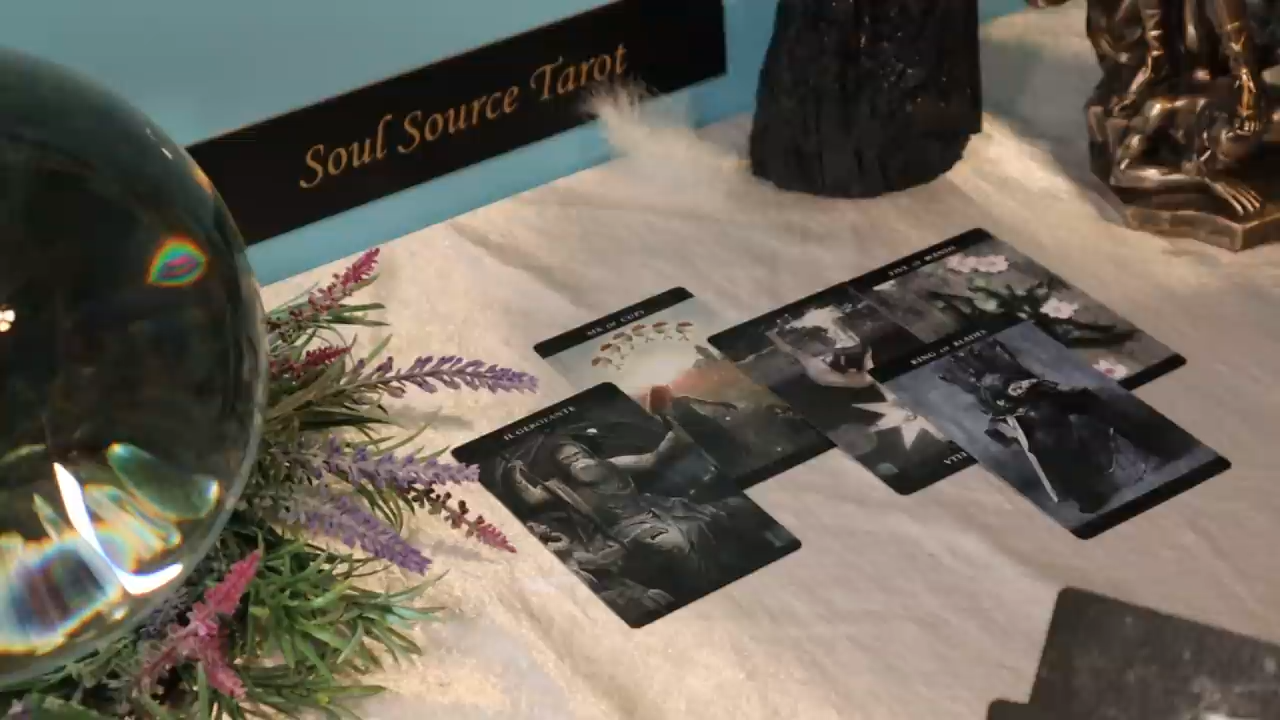 Soul Source Tarot
FIVE OF WANDS
SIX OF CUPS
KING OF BLADES
IL GEROFANTE